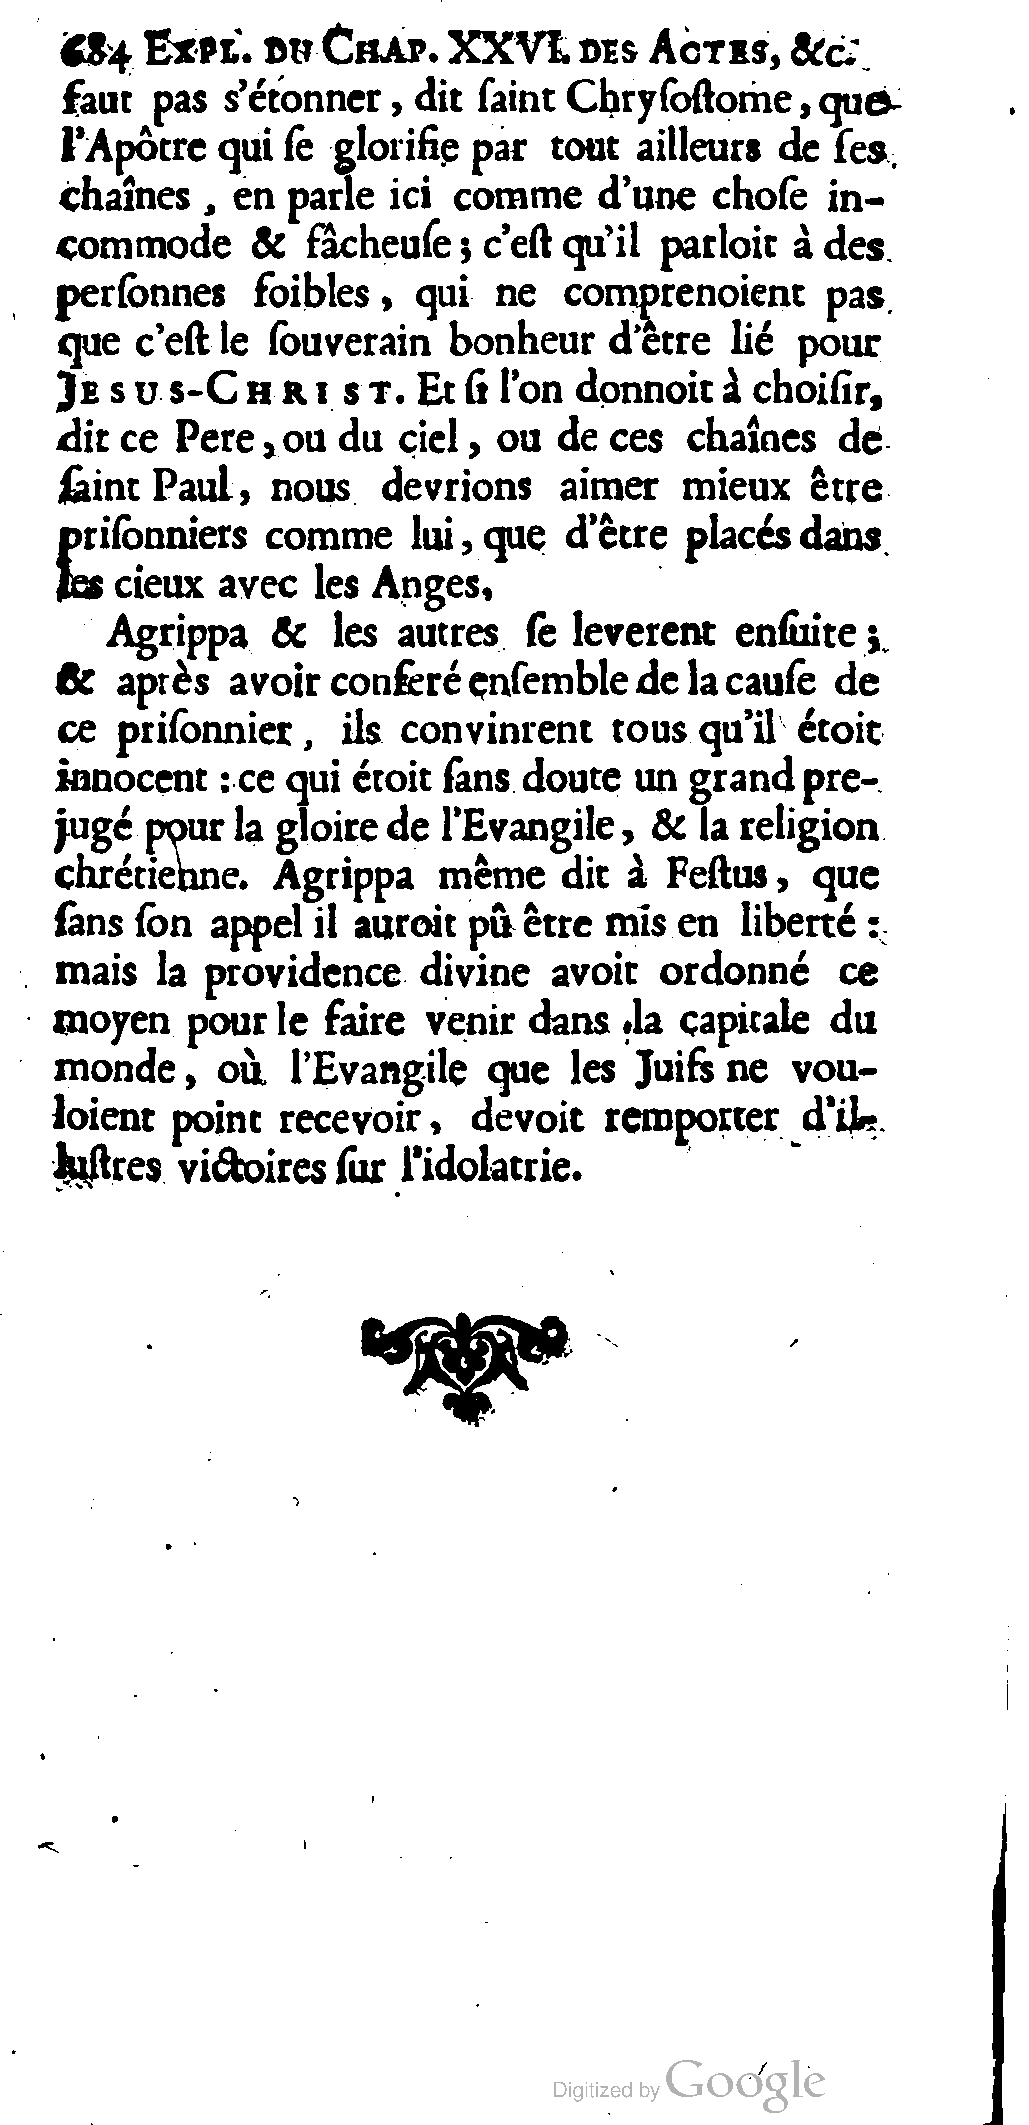 684 EXPL. DU CHAP. XXVI. DES ACTES, &c.
faut pas s'étonner, dit ſaint Chryſoſtome, que
l'Apôtre qui ſe glorifie par tout ailleurs de ſes
chaînes, en parle ici comme d'une choſe in-
commode & fâcheuſe; c'eſt qu'il parloit à des
perſonnes foibles, qui ne comprenoient pas
que c'eſt le ſouverain bonheur d'être lié pour
JESUS-CHRIST. Et ſi l'on donnoit à choiſir,
dit ce Pere, ou du ciel, ou de ces chaînes de
ſaint Paul, nous devrions aimer mieux être
priſonniers comme lui, que d'être placés dans
les cieux avec les Anges.
Agrippa & les autres ſe leverent enſuite;
& après avoir conferé enſemble de la cauſe de
ce priſonnier, ils convinrent tous qu'il étoit
innocent : ce qui étoit ſans doute un grand pre-
jugé pour la gloire de l'Evangile, & la religion
chrétienne. Agrippa même dit à Feſtus, que
ſans ſon appel il auroit pû être mis en liberté :
mais la providence divine avoit ordonné ce
moyen pour le faire venir dans la capitale du
monde, où l'Evangile que les Juifs ne vou-
loient point recevoir, devoit remporter d'il-
luſtres victoires ſur l'idolatrie.
Digitized by Google